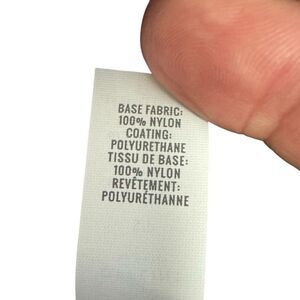 BASE FABRIC:
100% NYLON
COATING:
POLYURETHANE
TISSU DE BASE:
100% NYLON
REVÊTEMENT:
POLYURÉTHANNE